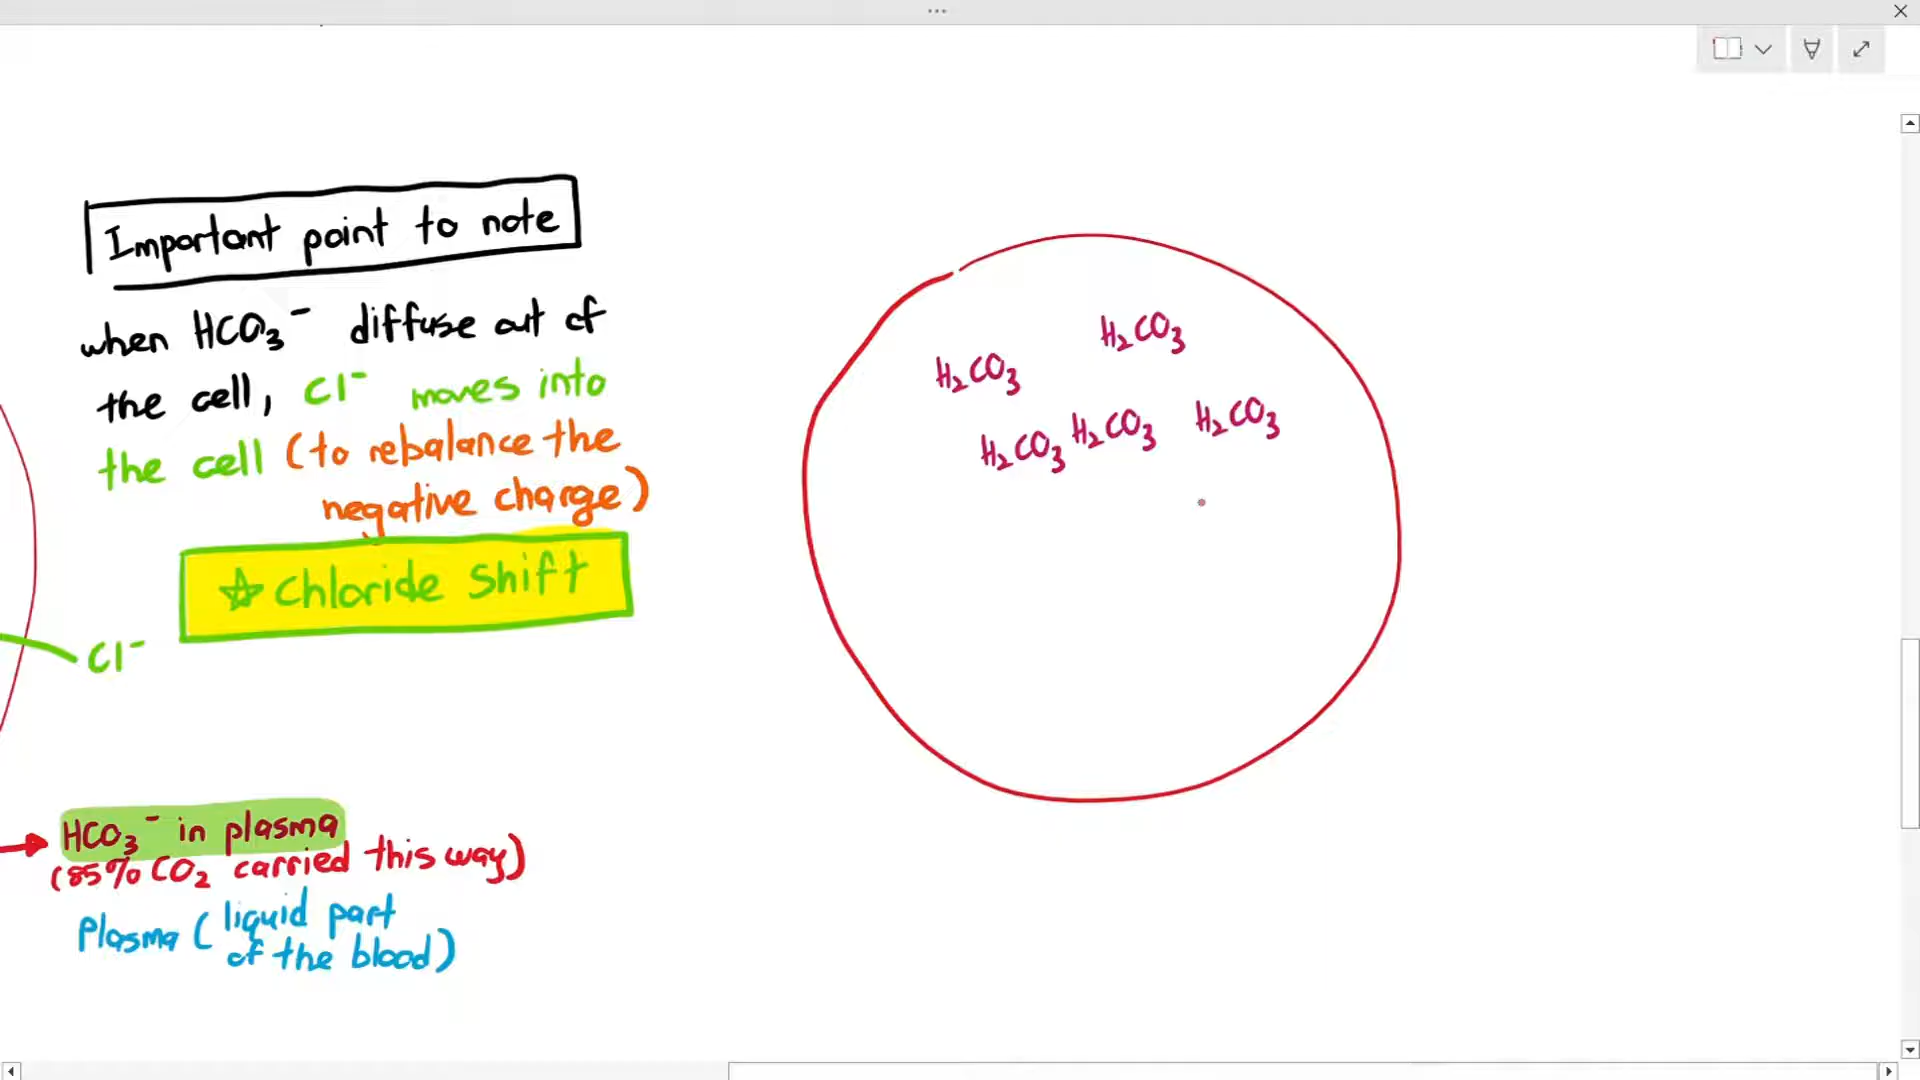 Important point to note
when HCO₃⁻ diffuse out of
the cell, Cl⁻ moves into
the cell (to rebalance the
negative charge)
☆ Chloride Shift
Cl⁻
HCO₃⁻ in plasma
(85% CO₂ carried this way)
Plasma (liquid part
of the blood)
H₂CO₃
H₂CO₃
H₂CO₃ H₂CO₃ H₂CO₃